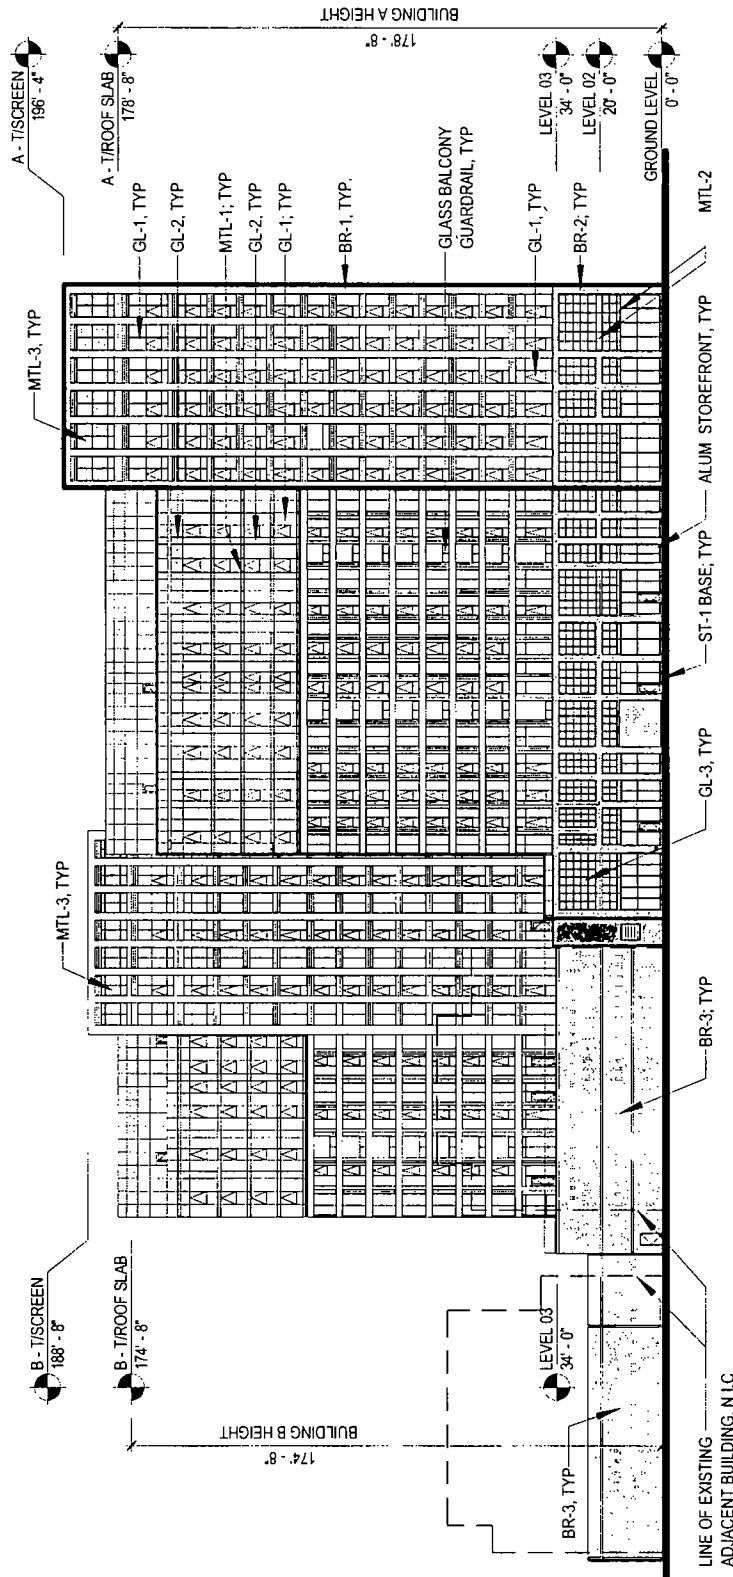 B - T/SCREEN
188' - 8"
B - T/ROOF SLAB
174' - 8"
174' - 8"
BUILDING B HEIGHT
LEVEL 03
34' - 0"
BR-3, TYP
LINE OF EXISTING
ADJACENT BUILDING, N.I.C
MTL-3, TYP
BR-3; TYP
GL-3, TYP
ST-1 BASE; TYP
ALUM STOREFRONT, TYP
MTL-2
MTL-3, TYP
A - T/SCREEN
196' - 4"
A - T/ROOF SLAB
178' - 8"
GL-1, TYP
GL-2, TYP
MTL-1; TYP
GL-2, TYP
GL-1; TYP
BR-1, TYP.
GLASS BALCONY
GUARDRAIL, TYP
GL-1, TYP
BR-2; TYP
LEVEL 03
34' - 0"
LEVEL 02
20' - 0"
GROUND LEVEL
0' - 0"
178' - 8"
BUILDING A HEIGHT